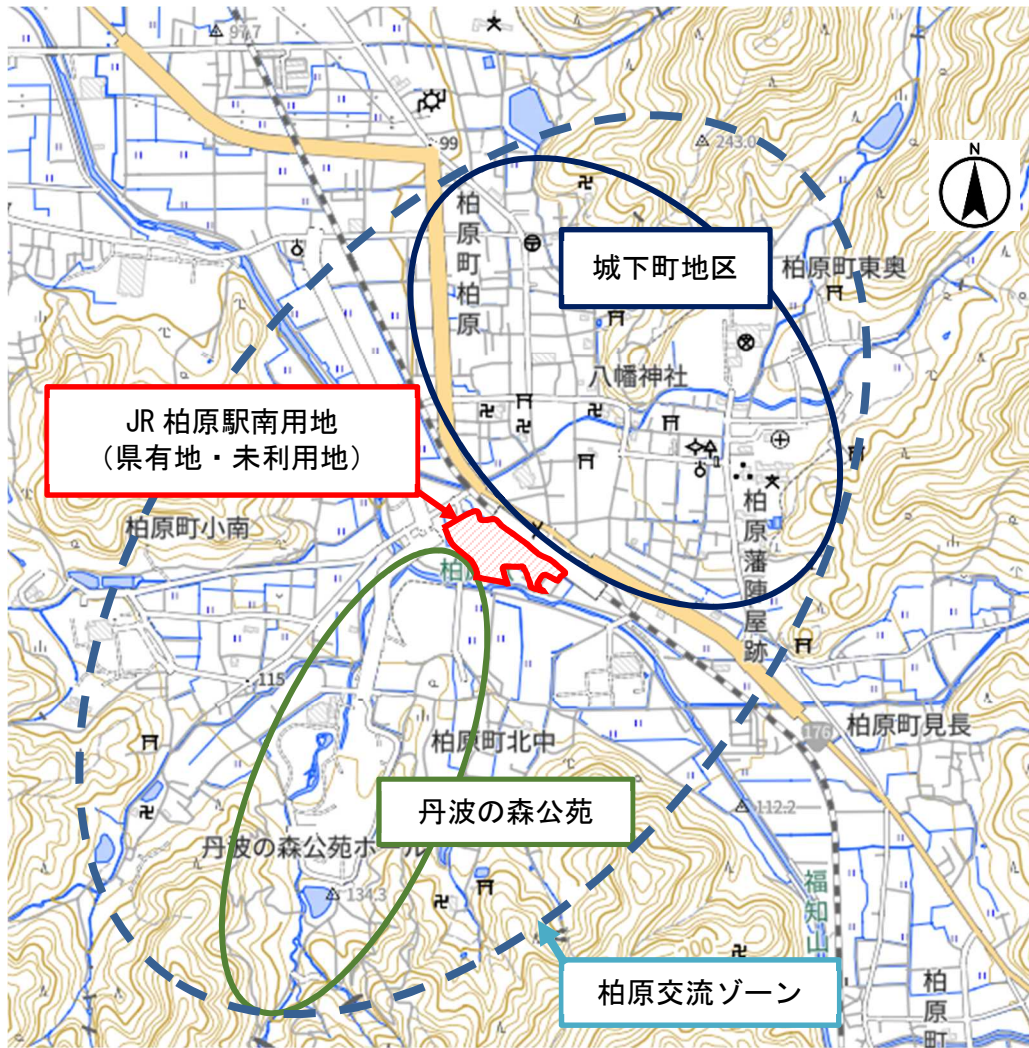 97.7
243.0
99
N
柏原町柏原
城下町地区
柏原町東奥
八幡神社
JR 柏原駅南用地
（県有地・未利用地）
柏原町小南
柏原藩陣屋跡
115
柏原町北中
176
柏原町見長
112.2
丹波の森公苑
丹波の森公苑ホール
134.3
福知山
柏原交流ゾーン
柏原町